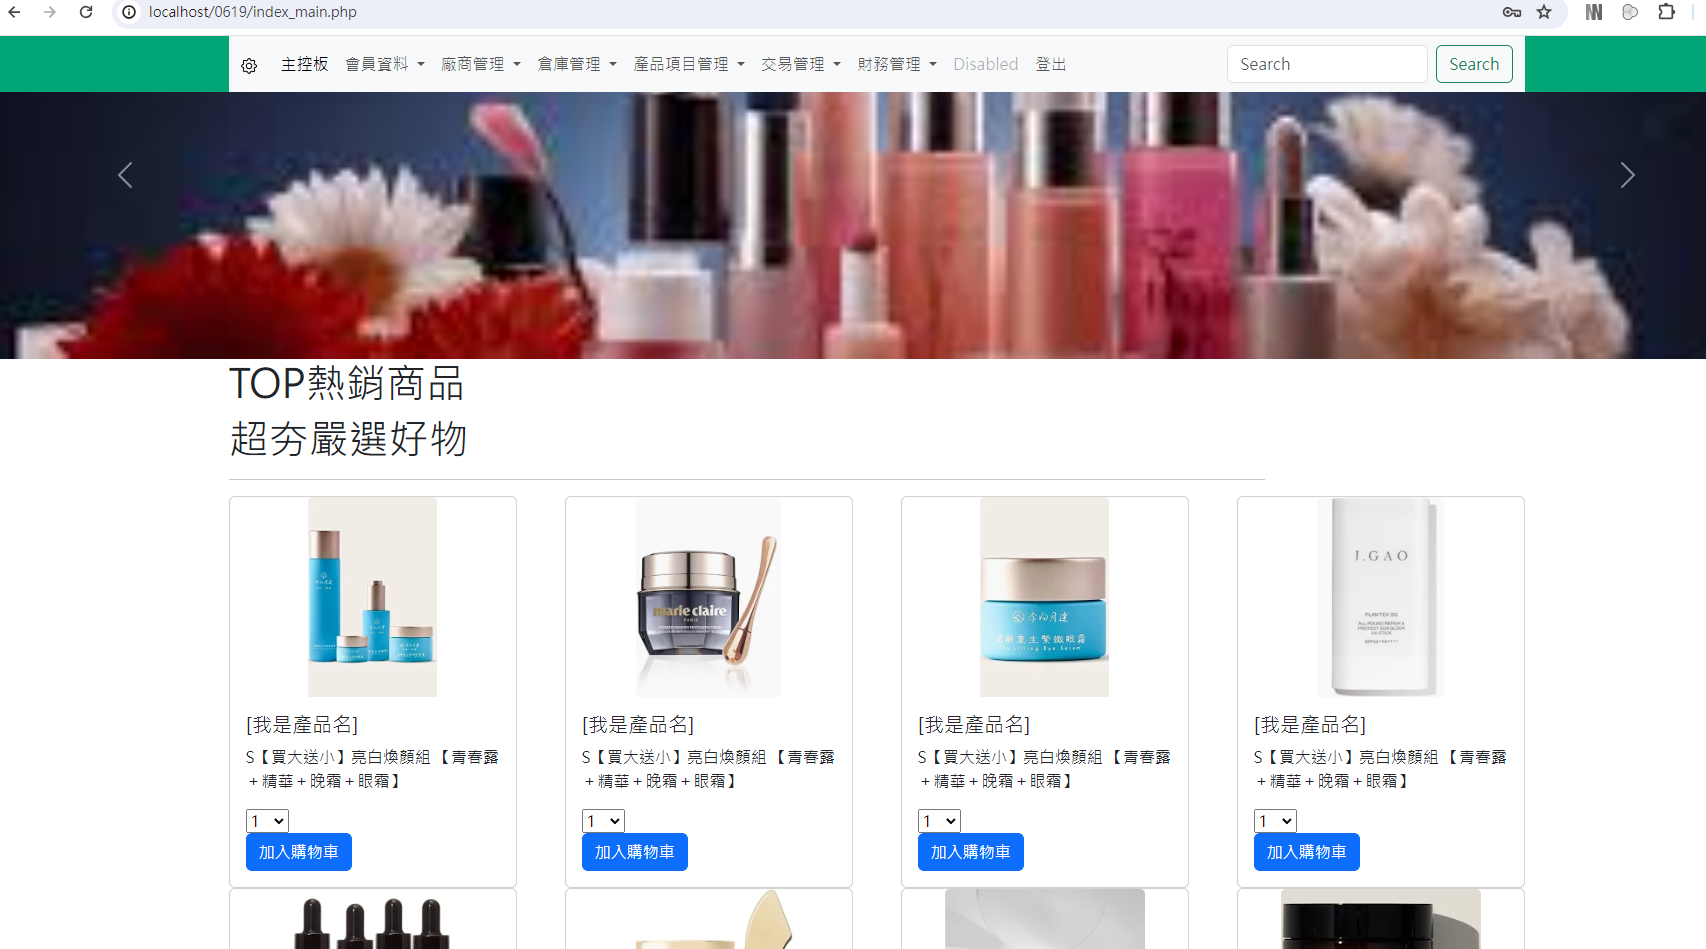 localhost/0619/index_main.php
主控板 會員資料 廠商管理 倉庫管理 產品項目管理 交易管理 財務管理 Disabled 登出 Search Search
TOP熱銷商品
超夯嚴選好物
marie claire
PARIS
季向月達
J.GAO
[我是產品名] [我是產品名] [我是產品名] [我是產品名]
S【買大送小】亮白煥顏組 【青春露 S【買大送小】亮白煥顏組 【青春露 S【買大送小】亮白煥顏組 【青春露 S【買大送小】亮白煥顏組 【青春露
＋精華＋晚霜＋眼霜】 ＋精華＋晚霜＋眼霜】 ＋精華＋晚霜＋眼霜】 ＋精華＋晚霜＋眼霜】
1 1 1 1
加入購物車 加入購物車 加入購物車 加入購物車